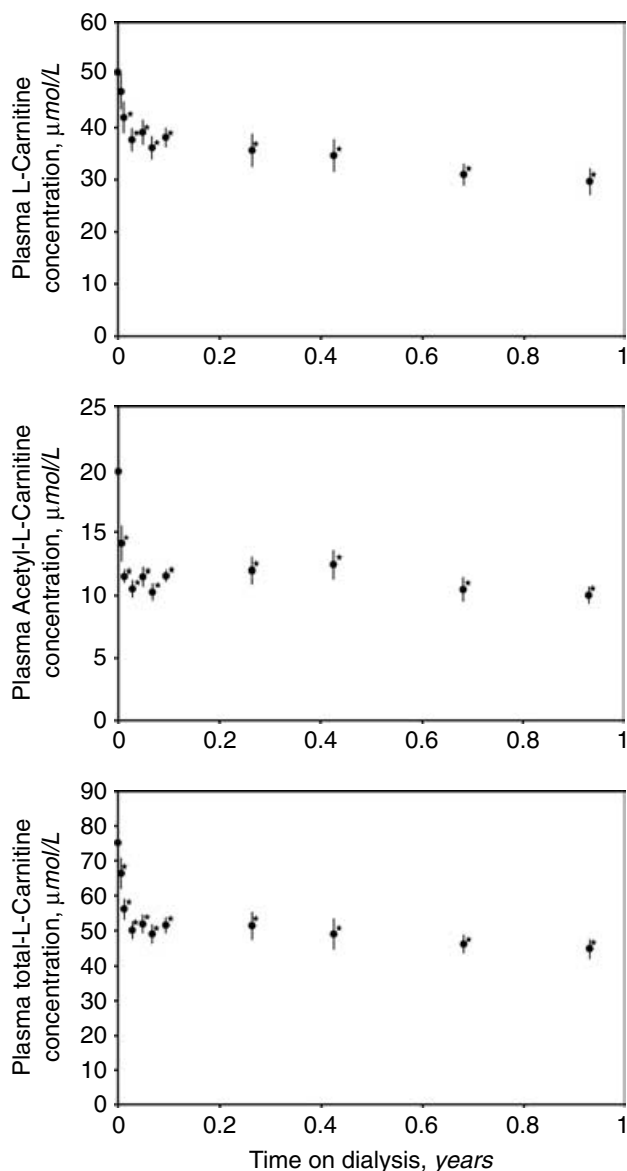 Plasma L-Carnitine
concentration, μmol/L
60
50
40
30
20
10
0
0 0.2 0.4 0.6 0.8 1
Plasma Acetyl-L-Carnitine
concentration, μmol/L
25
20
15
10
5
0
0 0.2 0.4 0.6 0.8 1
Plasma total-L-Carnitine
concentration, μmol/L
90
80
70
60
50
40
30
20
10
0
0 0.2 0.4 0.6 0.8 1
Time on dialysis, years